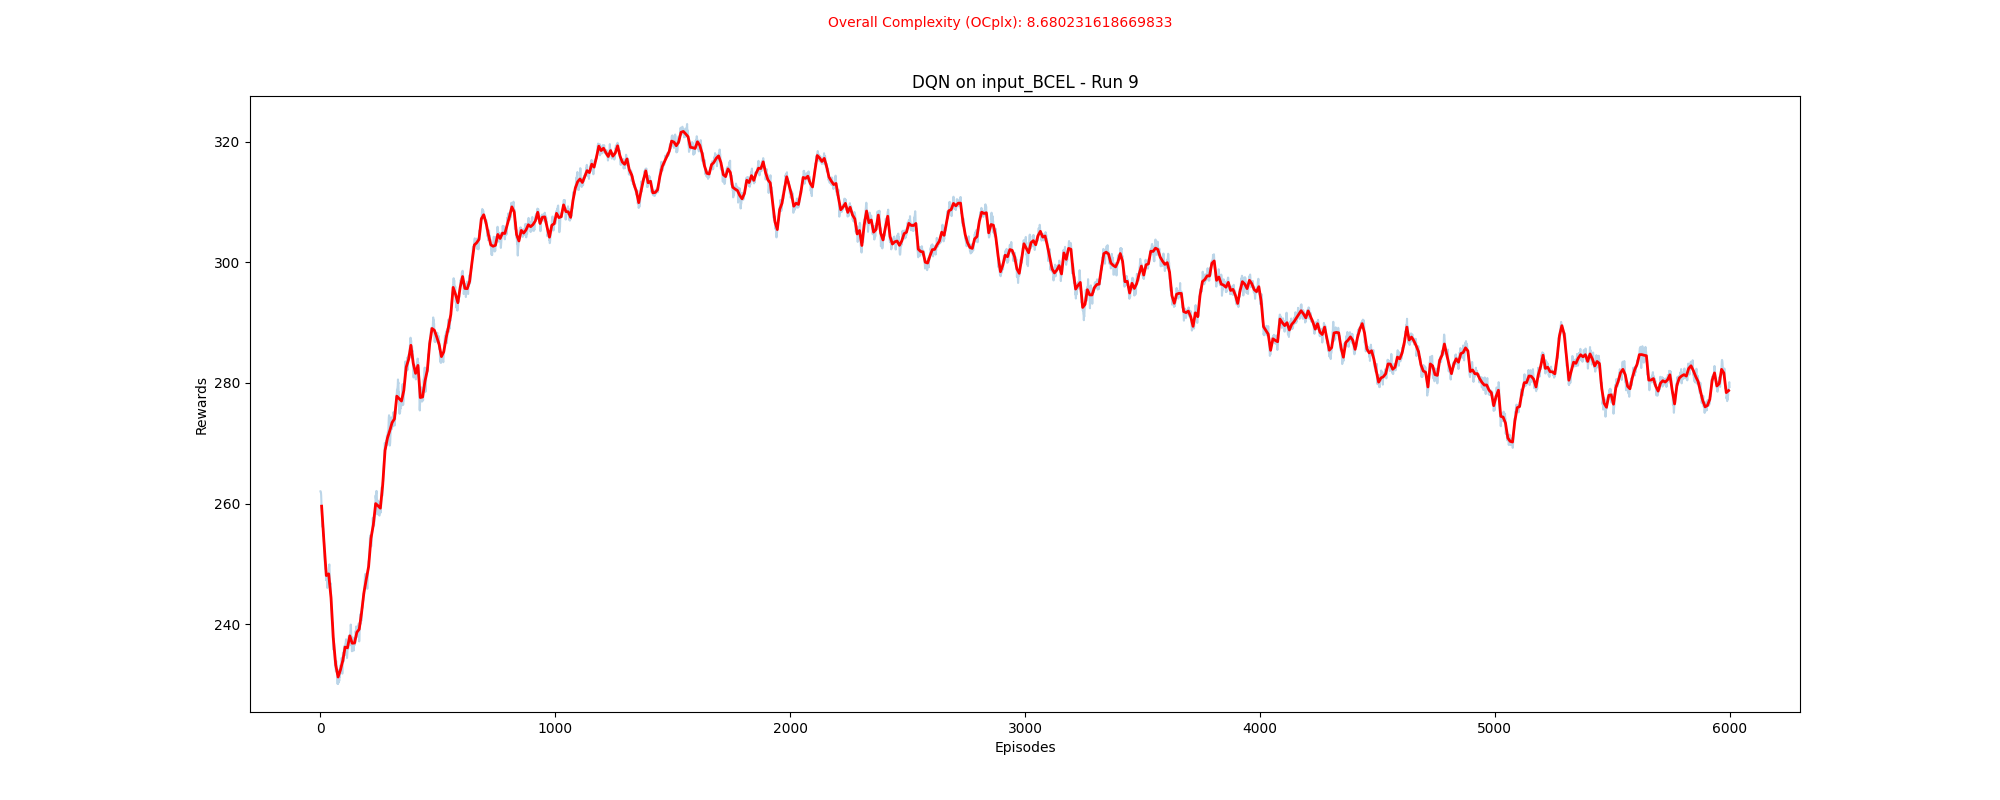 Overall Complexity (OCplx): 8.680231618669833
DQN on input_BCEL - Run 9
320
300
280
260
240
Rewards
0 1000 2000 3000 4000 5000 6000
Episodes